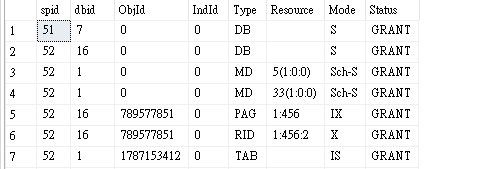 spid dbid ObjId IndId Type Resource Mode Status
1 51 7 0 0 DB S GRANT
2 52 16 0 0 DB S GRANT
3 52 1 0 0 MD 5(1:0:0) Sch-S GRANT
4 52 1 0 0 MD 33(1:0:0) Sch-S GRANT
5 52 16 789577851 0 PAG 1:456 IX GRANT
6 52 16 789577851 0 RID 1:456:2 X GRANT
7 52 1 1787153412 0 TAB IS GRANT